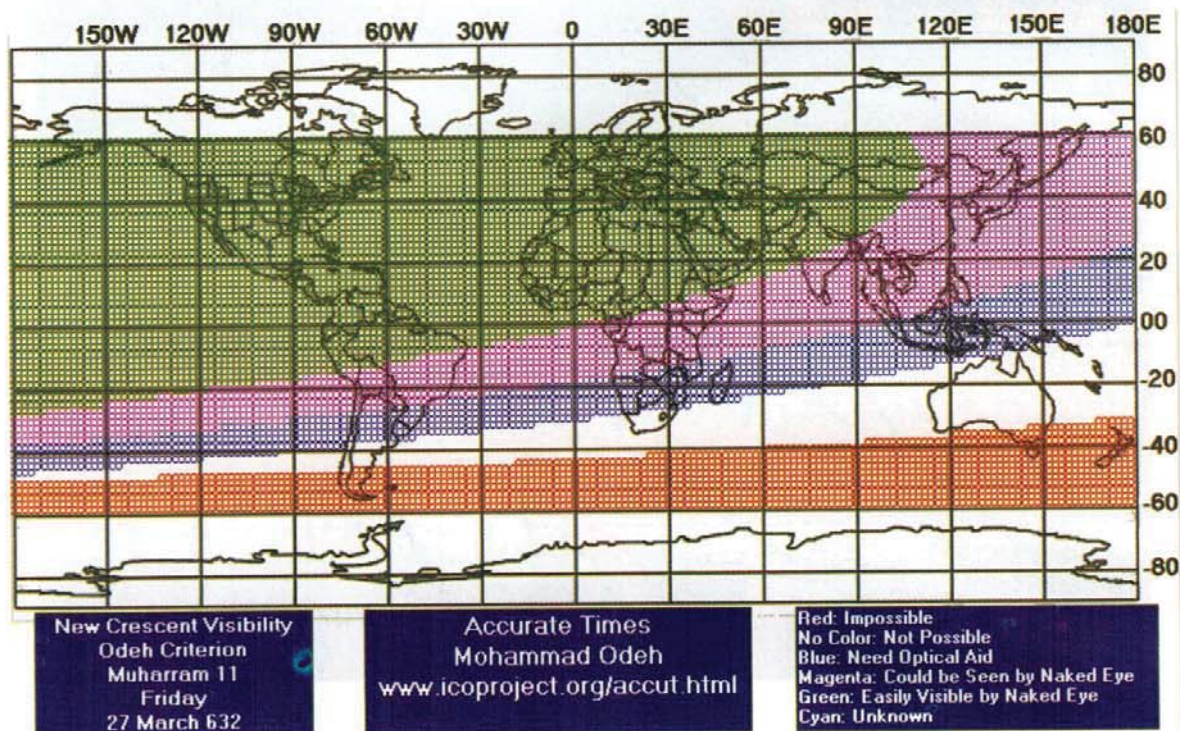 150W 120W 90W 60W 30W 0 30E 60E 90E 120E 150E 180E
80
60
40
20
00
-20
-40
-60
-80
New Crescent Visibility
Odeh Criterion
Muharram 11
Friday
27 March 632
Accurate Times
Mohammad Odeh
www.icoproject.org/accut.html
Red: Impossible
No Color: Not Possible
Blue: Need Optical Aid
Magenta: Could be Seen by Naked Eye
Green: Easily Visible by Naked Eye
Cyan: Unknown